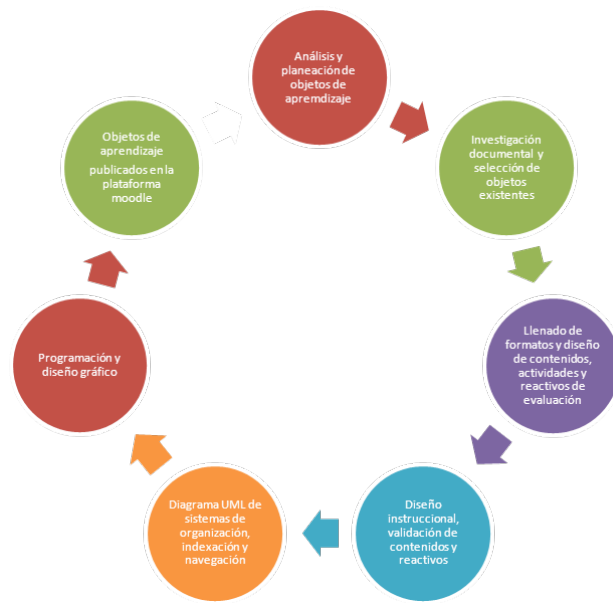 Análisis y
planeación de
objetos de
apremdizaje
Investigación
documental y
selección de
objetos
existentes
Llenado de
formatos y diseño
de contenidos,
actividades y
reactivos de
evaluación
Diseño
instruccional,
validación de
contenidos y
reactivos
Diagrama UML de
sistemas de
organización,
indexación y
navegación
Programación y
diseño gráfico
Objetos de
aprendizaje
publicados en la
plataforma
moodle